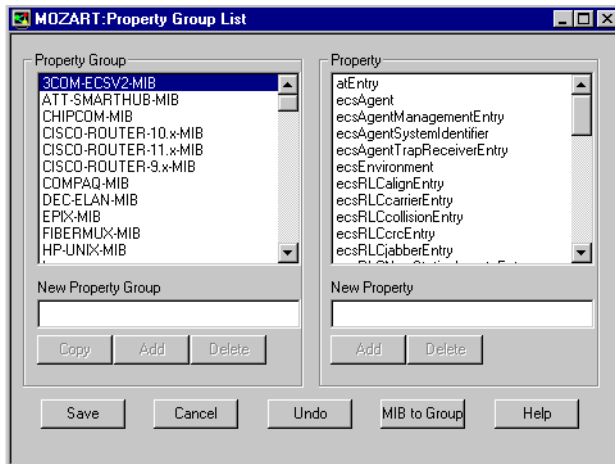 MOZART:Property Group List
Property Group
3COM-ECSV2-MIB
ATT-SMARTHUB-MIB
CHIPCOM-MIB
CISCO-ROUTER-10.x-MIB
CISCO-ROUTER-11.x-MIB
CISCO-ROUTER-9.x-MIB
COMPAQ-MIB
DEC-ELAN-MIB
EPIX-MIB
FIBERMUX-MIB
HP-UNIX-MIB
New Property Group
Copy Add Delete
Property
atEntry
ecsAgent
ecsAgentManagementEntry
ecsAgentSystemIdentifier
ecsAgentTrapReceiverEntry
ecsEnvironment
ecsRLCalignEntry
ecsRLCcarrierEntry
ecsRLCcollisionEntry
ecsRLCcrcEntry
ecsRLCjabberEntry
New Property
Add Delete
Save Cancel Undo MIB to Group Help